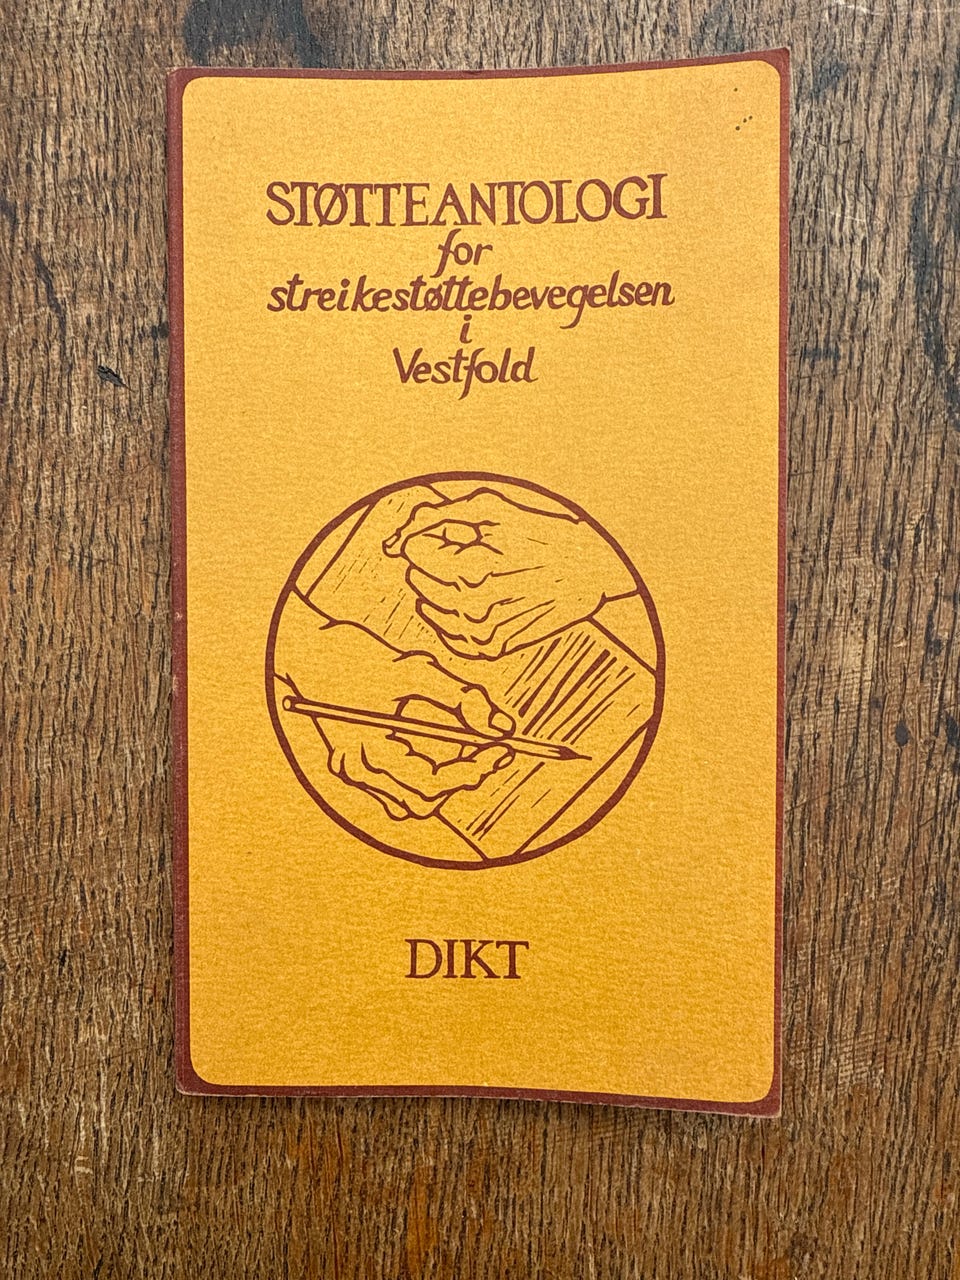 STØTTEANTOLOGI
for
streikestøttebevegelsen
i
Vestfold
DIKT